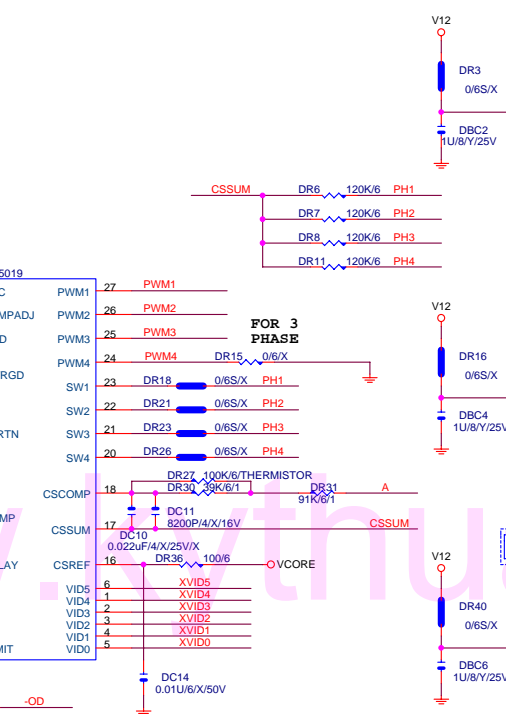 V12
DR3
0/6S/X
DBC2
1U/8/Y/25V
CSSUM
DR6 120K/6 PH1
DR7 120K/6 PH2
DR8 120K/6 PH3
DR11 120K/6 PH4
5019
C PWM1 27 PWM1
MPADJ PWM2 26 PWM2
D PWM3 25 PWM3
FOR 3
PHASE
PWM4 24 PWM4 DR15 0/6/X
RGD
SW1 23 DR18 0/6S/X PH1
SW2 22 DR21 0/6S/X PH2
RTN SW3 21 DR23 0/6S/X PH3
SW4 20 DR26 0/6S/X PH4
V12
DR16
0/6S/X
DBC4
1U/8/Y/25V
DR27 100K/6/THERMISTOR
CSCOMP 18 DR30 39K/6/1 DR31 A
91K/6/1
DC11
8200P/4/X/16V
MP
CSSUM 17 CSSUM
DC10
0.022uF/4/X/25V/X
LAY CSREF 16 DR36 100/6 VCORE
VID5 6 XVID5
VID4 1 XVID4
VID3 2 XVID3
VID2 3 XVID2
VID1 4 XVID1
MIT VID0 5 XVID0
V12
DR40
0/6S/X
DBC6
1U/8/Y/25V
DC14
0.01U/6/X/50V
-OD
.kythu